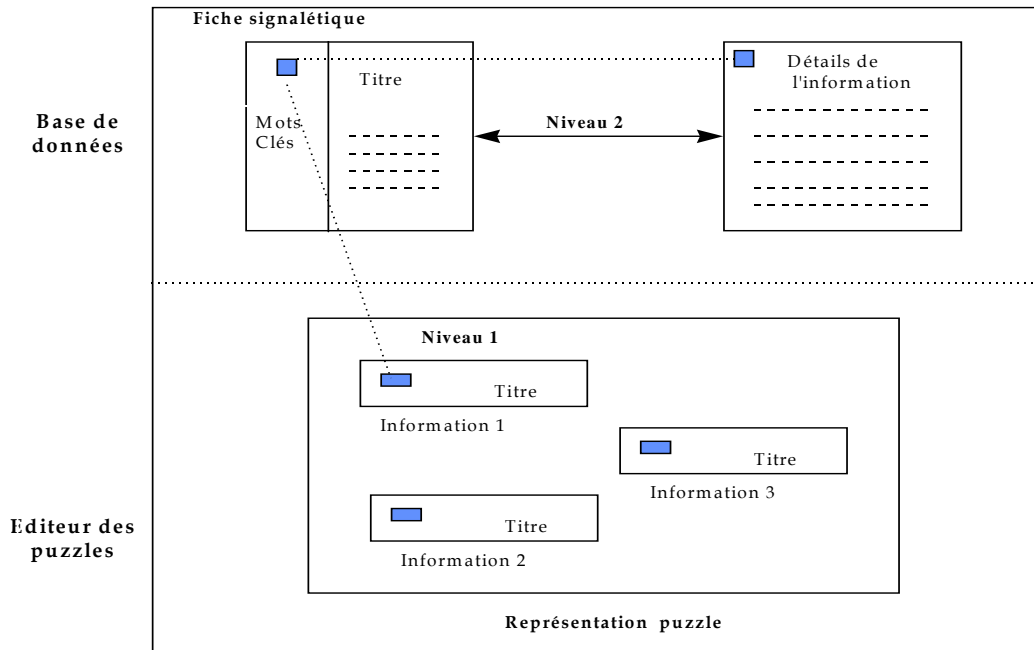 Fiche signalétique
Titre
Mots
Clés
Niveau 2
Détails de
l'information
Base de
données
Niveau 1
Titre
Information 1
Titre
Information 3
Titre
Information 2
Editeur des
puzzles
Représentation puzzle